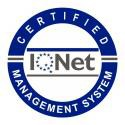 CERTIFIED
IQNet
MANAGEMENT SYSTEM